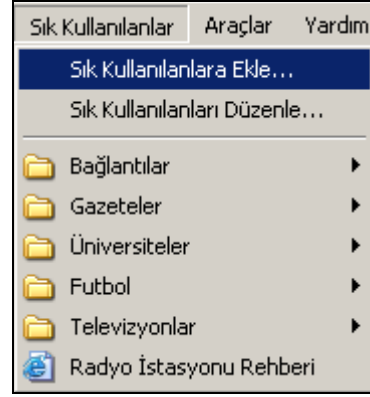 Sık Kullanılanlar Araçlar Yardım
Sık Kullanılanlara Ekle...
Sık Kullanılanları Düzenle...
Bağlantılar
Gazeteler
Üniversiteler
Futbol
Televizyonlar
Radyo İstasyonu Rehberi